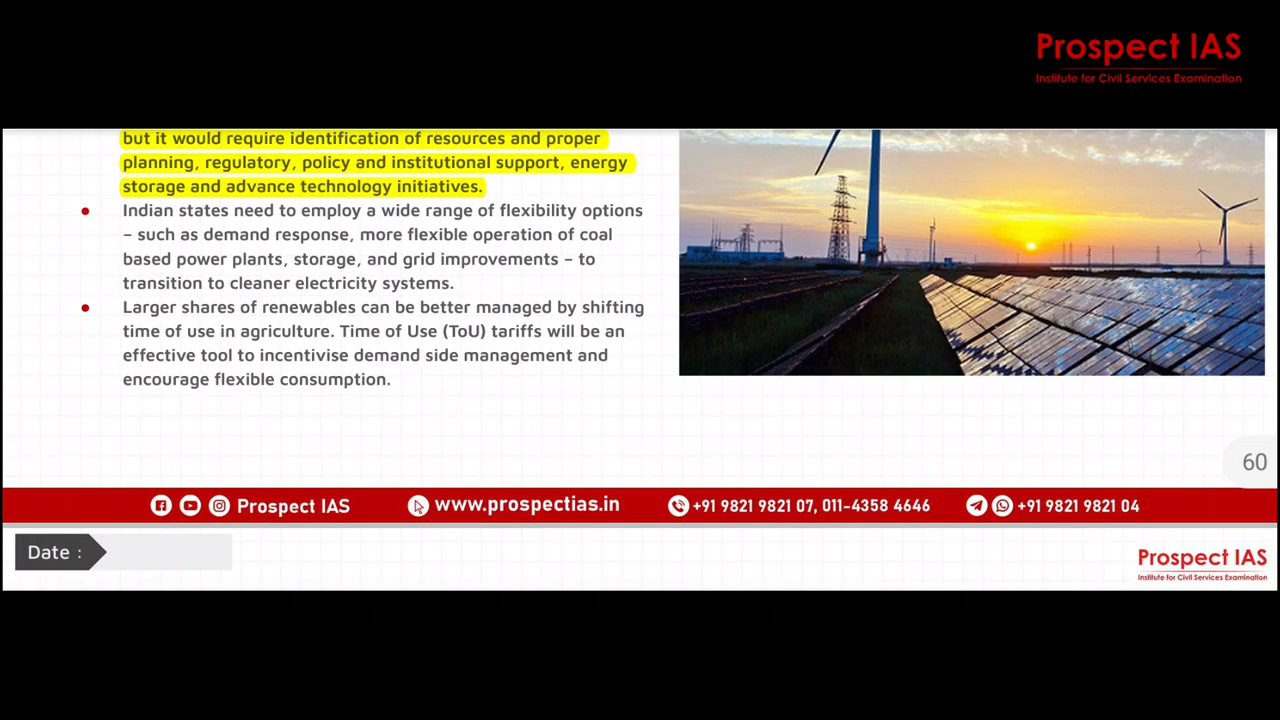 Prospect IAS
Institute for Civil Services Examination
but it would require identification of resources and proper
planning, regulatory, policy and institutional support, energy
storage and advance technology initiatives.
Indian states need to employ a wide range of flexibility options
– such as demand response, more flexible operation of coal
based power plants, storage, and grid improvements – to
transition to cleaner electricity systems.
Larger shares of renewables can be better managed by shifting
time of use in agriculture. Time of Use (ToU) tariffs will be an
effective tool to incentivise demand side management and
encourage flexible consumption.
60
Prospect IAS
www.prospectias.in
+91 9821 9821 07, 011-4358 4646
+91 9821 9821 04
Date :
Prospect IAS
Institute for Civil Services Examination